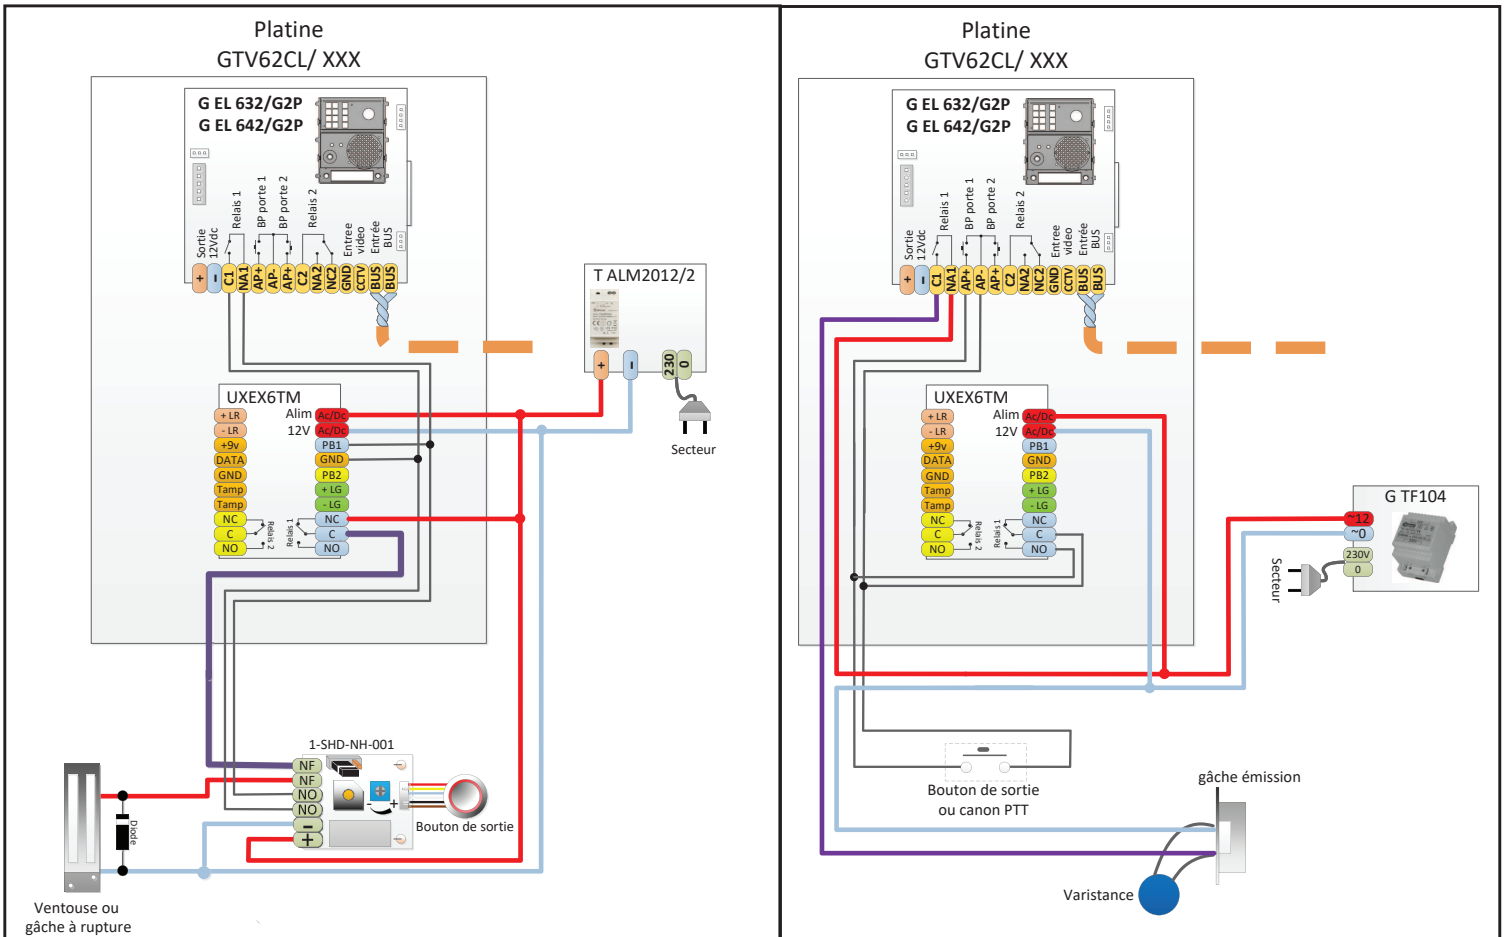 Platine
GTV62CL/ XXX
G EL 632/G2P
G EL 642/G2P
Sortie
12Vdc
Relais 1
BP porte 1
BP porte 2
Relais 2
Entree
video
Entrée
BUS
+
-
C1
NA1
AP+
AP-
AP+
C2
NA2
NC2
GND
CCTV
BUS
BUS
T ALM2012/2
+
-
230
0
Secteur
UXEX6TM
Alim
12V
+ LR
- LR
+9v
DATA
GND
Tamp
Tamp
NC
C
NO
Relais 2
Relais 1
Ac/Dc
Ac/Dc
PB1
GND
PB2
+ LG
- LG
NC
C
NO
1-SHD-NH-001
NF
NF
NO
NO
-
+
- +
Bouton de sortie
Diode
Ventouse ou
gâche à rupture
Platine
GTV62CL/ XXX
G EL 632/G2P
G EL 642/G2P
Sortie
12Vdc
Relais 1
BP porte 1
BP porte 2
Relais 2
Entree
video
Entrée
BUS
+
-
C1
NA1
AP+
AP-
AP+
C2
NA2
NC2
GND
CCTV
BUS
BUS
UXEX6TM
Alim
12V
+ LR
- LR
+9v
DATA
GND
Tamp
Tamp
NC
C
NO
Relais 2
Relais 1
Ac/Dc
Ac/Dc
PB1
GND
PB2
+ LG
- LG
NC
C
NO
G TF104
~12
~0
230V
0
Secteur
Bouton de sortie
ou canon PTT
gâche émission
Varistance